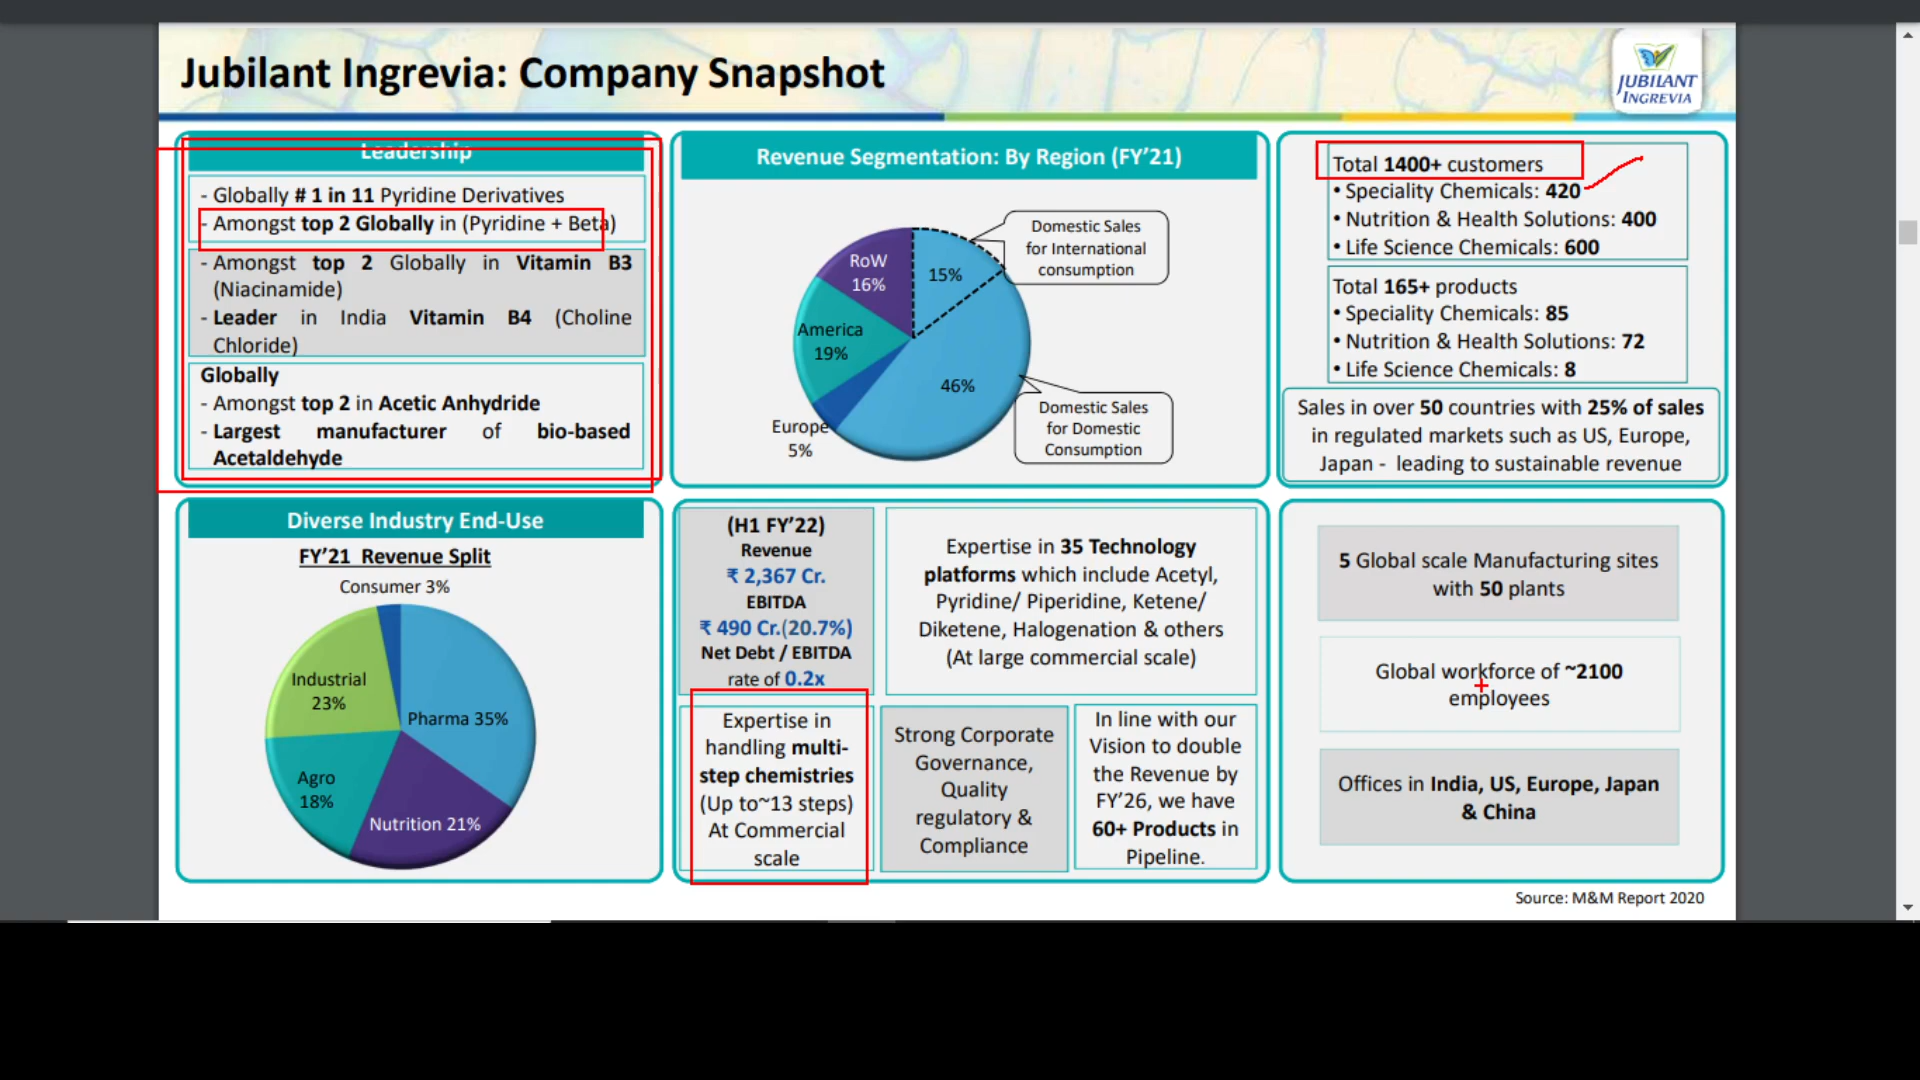 Jubilant Ingrevia: Company Snapshot
JUBILANT
INGREVIA
Leadership
- Globally # 1 in 11 Pyridine Derivatives
- Amongst top 2 Globally in (Pyridine + Beta)
- Amongst top 2 Globally in Vitamin B3
(Niacinamide)
- Leader in India Vitamin B4 (Choline
Chloride)
Globally
- Amongst top 2 in Acetic Anhydride
- Largest manufacturer of bio-based
Acetaldehyde
Revenue Segmentation: By Region (FY'21)
Domestic Sales
for International
consumption
RoW
16%
15%
America
19%
46%
Europe
5%
Domestic Sales
for Domestic
Consumption
Total 1400+ customers
• Speciality Chemicals: 420
• Nutrition & Health Solutions: 400
• Life Science Chemicals: 600
Total 165+ products
• Speciality Chemicals: 85
• Nutrition & Health Solutions: 72
• Life Science Chemicals: 8
Sales in over 50 countries with 25% of sales
in regulated markets such as US, Europe,
Japan - leading to sustainable revenue
Diverse Industry End-Use
FY'21 Revenue Split
Consumer 3%
Industrial
23%
Pharma 35%
Agro
18%
Nutrition 21%
(H1 FY'22)
Revenue
₹ 2,367 Cr.
EBITDA
₹ 490 Cr.(20.7%)
Net Debt / EBITDA
rate of 0.2x
Expertise in 35 Technology
platforms which include Acetyl,
Pyridine/ Piperidine, Ketene/
Diketene, Halogenation & others
(At large commercial scale)
Expertise in
handling multi-
step chemistries
(Up to~13 steps)
At Commercial
scale
Strong Corporate
Governance,
Quality
regulatory &
Compliance
In line with our
Vision to double
the Revenue by
FY'26, we have
60+ Products in
Pipeline.
5 Global scale Manufacturing sites
with 50 plants
Global workforce of ~2100
employees
Offices in India, US, Europe, Japan
& China
Source: M&M Report 2020